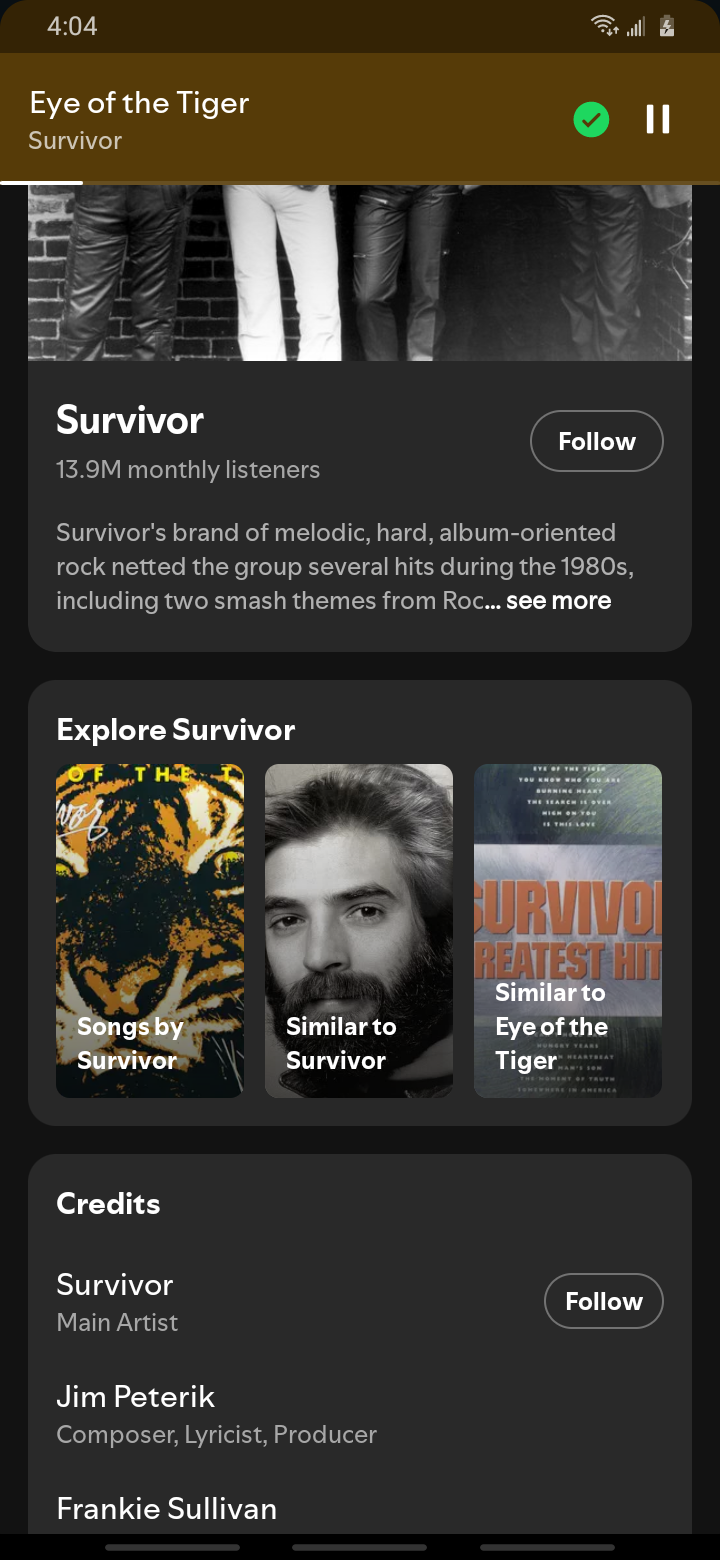 4:04
Eye of the Tiger
Survivor
Survivor
13.9M monthly listeners
Follow
Survivor's brand of melodic, hard, album-oriented
rock netted the group several hits during the 1980s,
including two smash themes from Roc... see more
Explore Survivor
OF THE T
vor
Songs by
Survivor
Similar to
Survivor
EYE OF THE TIGER
YOU KNOW WHO YOU ARE
BURNING HEART
THE SEARCH IS OVER
HIGH ON YOU
IS THIS LOVE
SURVIVO
REATEST HIT
Similar to
Eye of the
Tiger
HUNGRY YEARS
N HEARTBEAT
MAN'S SON
THE MOMENT OF TRUTH
SOMEWHERE IN AMERICA
Credits
Survivor
Main Artist
Follow
Jim Peterik
Composer, Lyricist, Producer
Frankie Sullivan